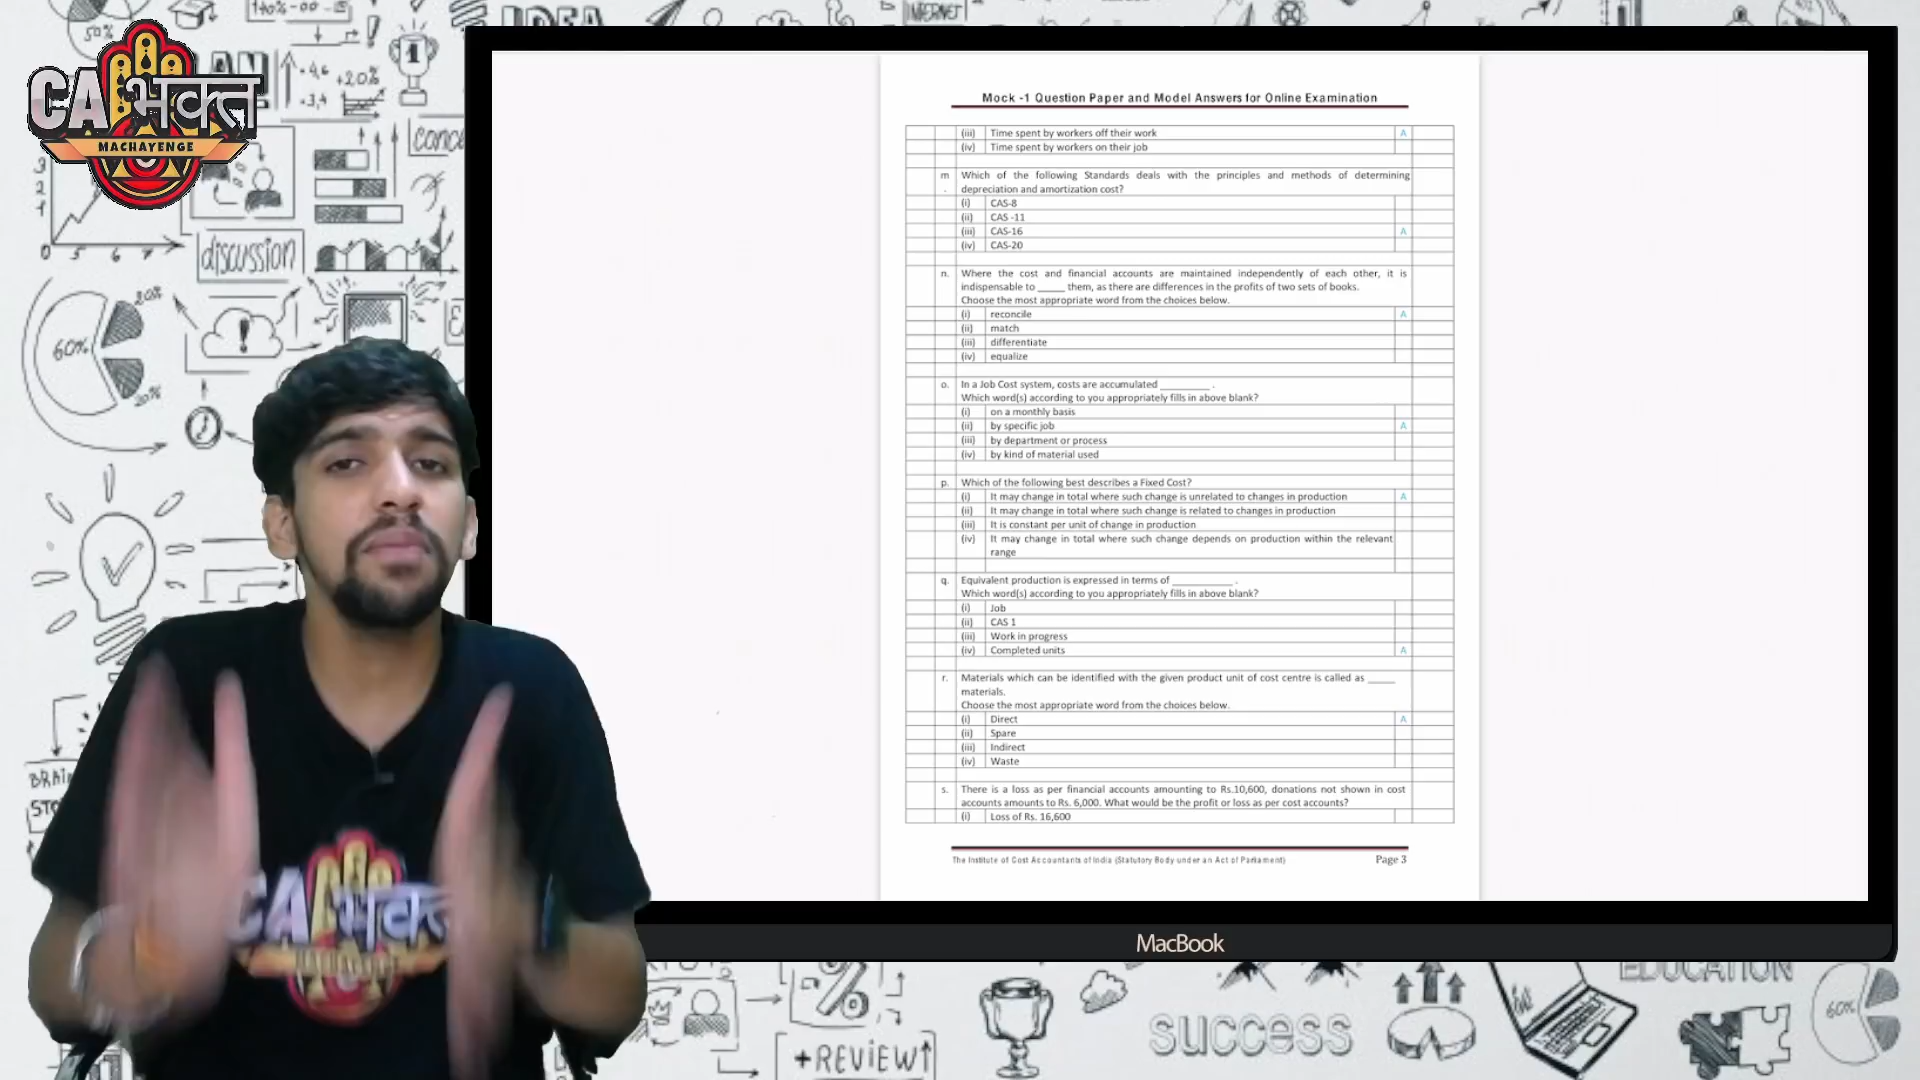 CA भक्त
MACHAYENGE
IDEA
INTERNET
50%
+20%
1
discussion
60%
20%
20%
Mock -1 Question Paper and Model Answers for Online Examination
(iii) Time spent by workers off their work A
(iv) Time spent by workers on their job
m. Which of the following Standards deals with the principles and methods of determining
depreciation and amortization cost?
(i) CAS-8
(ii) CAS -11
(iii) CAS-16 A
(iv) CAS-20
n. Where the cost and financial accounts are maintained independently of each other, it is
indispensable to _____ them, as there are differences in the profits of two sets of books.
Choose the most appropriate word from the choices below.
(i) reconcile A
(ii) match
(iii) differentiate
(iv) equalize
o. In a Job Cost system, costs are accumulated _________ .
Which word(s) according to you appropriately fills in above blank?
(i) on a monthly basis
(ii) by specific job A
(iii) by department or process
(iv) by kind of material used
p. Which of the following best describes a Fixed Cost?
(i) It may change in total where such change is unrelated to changes in production A
(ii) It may change in total where such change is related to changes in production
(iii) It is constant per unit of change in production
(iv) It may change in total where such change depends on production within the relevant
range
q. Equivalent production is expressed in terms of ___________ .
Which word(s) according to you appropriately fills in above blank?
(i) Job
(ii) CAS 1
(iii) Work in progress
(iv) Completed units A
r. Materials which can be identified with the given product unit of cost centre is called as _____
materials.
Choose the most appropriate word from the choices below.
(i) Direct A
(ii) Spare
(iii) Indirect
(iv) Waste
s. There is a loss as per financial accounts amounting to Rs.10,600, donations not shown in cost
accounts amounts to Rs. 6,000. What would be the profit or loss as per cost accounts?
(i) Loss of Rs. 16,600
The Institute of Cost Accountants of India (Statutory Body under an Act of Parliament) Page 3
MacBook
CA भक्त
%
+REVIEW
SUCCESS
EDUCATION
60%